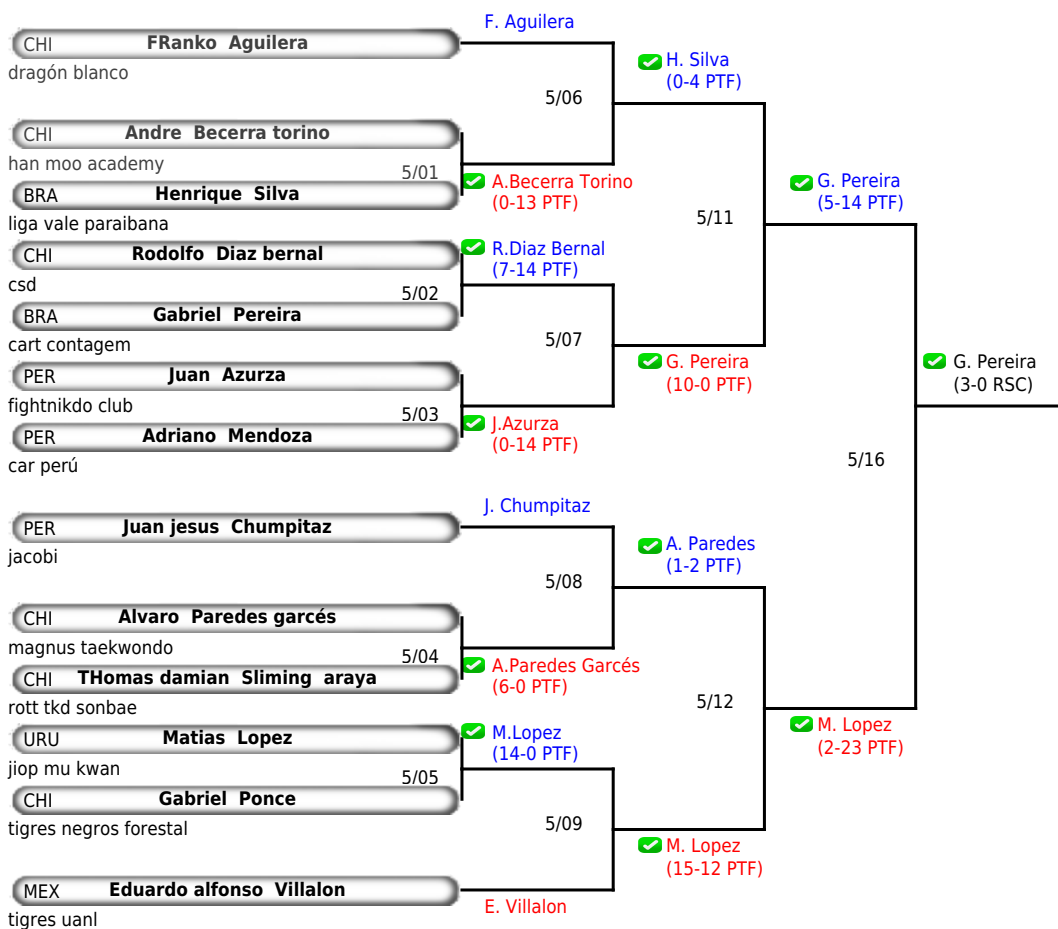 F. Aguilera
CHI FRanko Aguilera
dragón blanco
H. Silva
(0-4 PTF)
5/06
CHI Andre Becerra torino
han moo academy
5/01
A.Becerra Torino
(0-13 PTF)
BRA Henrique Silva
liga vale paraibana
G. Pereira
(5-14 PTF)
5/11
CHI Rodolfo Diaz bernal
csd
R.Diaz Bernal
(7-14 PTF)
5/02
BRA Gabriel Pereira
cart contagem
5/07
G. Pereira
(10-0 PTF)
G. Pereira
(3-0 RSC)
PER Juan Azurza
fightnikdo club
5/03
J.Azurza
(0-14 PTF)
PER Adriano Mendoza
car perú
5/16
J. Chumpitaz
PER Juan jesus Chumpitaz
jacobi
A. Paredes
(1-2 PTF)
5/08
CHI Alvaro Paredes garcés
magnus taekwondo
5/04
A.Paredes Garcés
(6-0 PTF)
CHI THomas damian Sliming araya
rott tkd sonbae
5/12
M. Lopez
(2-23 PTF)
URU Matias Lopez
jiop mu kwan
M.Lopez
(14-0 PTF)
5/05
CHI Gabriel Ponce
tigres negros forestal
5/09
M. Lopez
(15-12 PTF)
MEX Eduardo alfonso Villalon
tigres uanl
E. Villalon